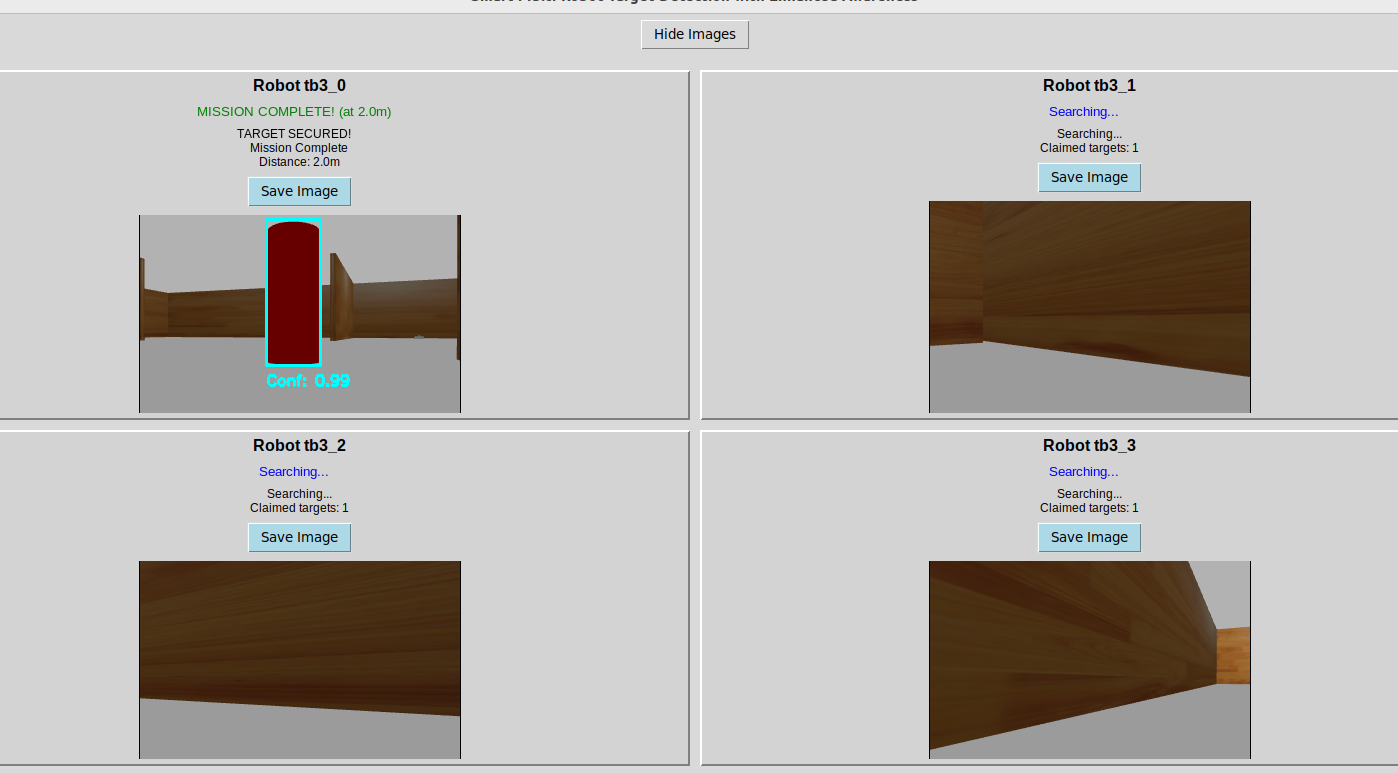 Hide Images
Robot tb3_0
MISSION COMPLETE! (at 2.0m)
TARGET SECURED!
Mission Complete
Distance: 2.0m
Save Image
Conf: 0.99
Robot tb3_1
Searching...
Searching...
Claimed targets: 1
Save Image
Robot tb3_2
Searching...
Searching...
Claimed targets: 1
Save Image
Robot tb3_3
Searching...
Searching...
Claimed targets: 1
Save Image